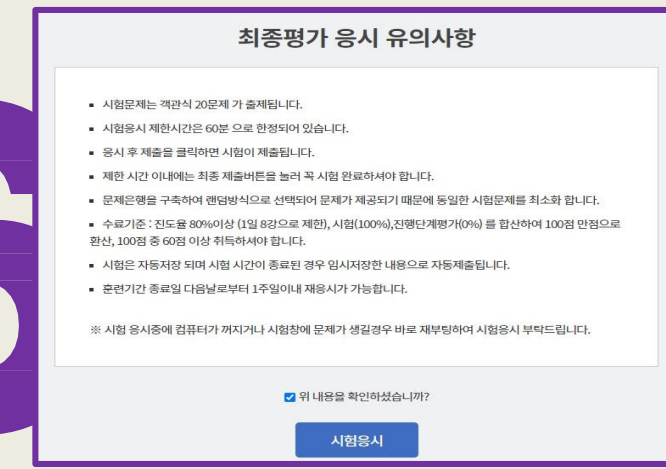 최종평가 응시 유의사항
▪ 시험문제는 객관식 20문제 가 출제됩니다.
▪ 시험응시 제한시간은 60분 으로 한정되어 있습니다.
▪ 응시 후 제출을 클릭하면 시험이 제출됩니다.
▪ 제한 시간 이내에는 최종 제출버튼을 눌러 꼭 시험 완료하셔야 합니다.
▪ 문제은행을 구축하여 랜덤방식으로 선택되어 문제가 제공되기 때문에 동일한 시험문제를 최소화 합니다.
▪ 수료기준 : 진도율 80%이상 (1일 8강으로 제한), 시험(100%),진행단계평가(0%) 를 합산하여 100점 만점으로
환산, 100점 중 60점 이상 취득하셔야 합니다.
▪ 시험은 자동저장 되며 시험 시간이 종료된 경우 임시저장한 내용으로 자동제출됩니다.
▪ 훈련기간 종료일 다음날로부터 1주일이내 재응시가 가능합니다.
※ 시험 응시중에 컴퓨터가 꺼지거나 시험창에 문제가 생길경우 바로 재부팅하여 시험응시 부탁드립니다.
위 내용을 확인하셨습니까?
시험응시